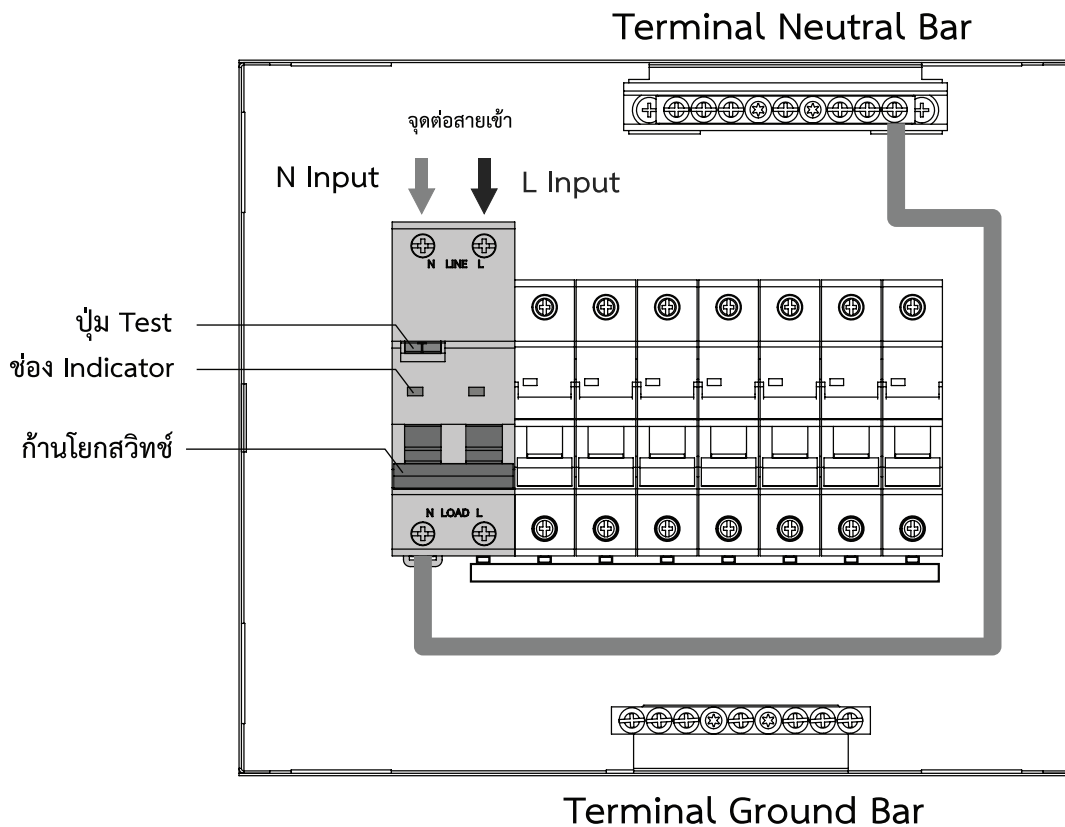 Terminal Neutral Bar
จุดต่อสายเข้า
N Input
L Input
N LINE L
ปุ่ม Test
T
ช่อง Indicator
ก้านโยกสวิทช์
N LOAD L
Terminal Ground Bar